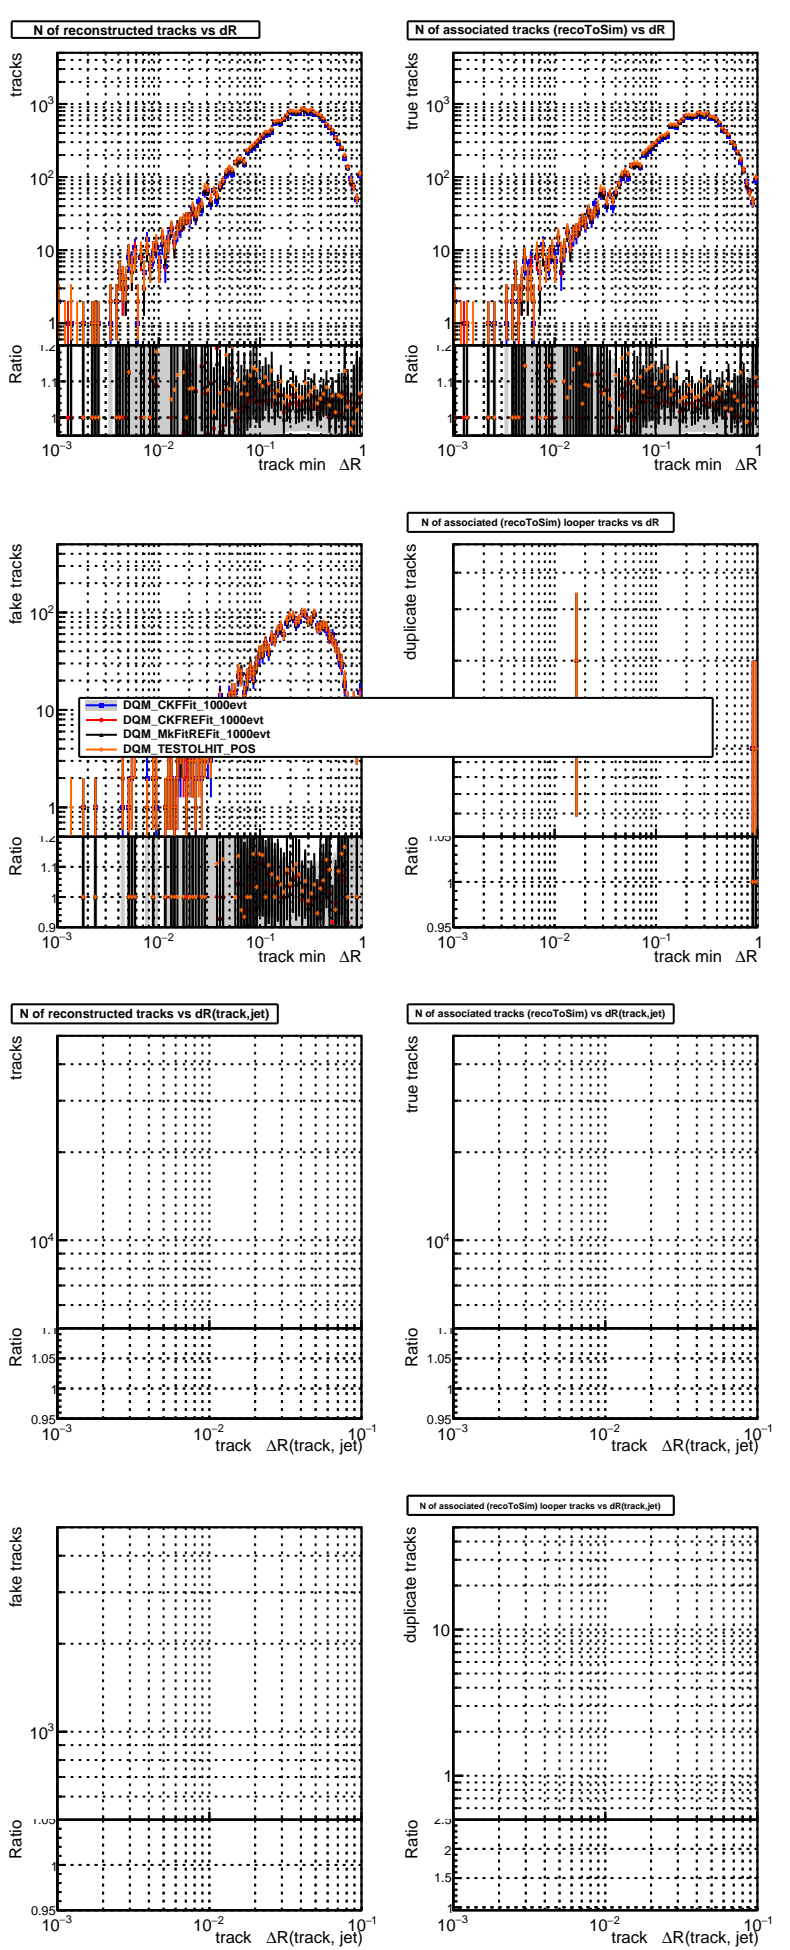 N of reconstructed tracks vs dR
tracks
10³
10²
10
1
Ratio
1.2
1.1
1
10⁻³ 10⁻² 10⁻¹ 1
track min ΔR
N of associated tracks (recoToSim) vs dR
true tracks
10³
10²
10
1
Ratio
1.2
1.1
1
10⁻³ 10⁻² 10⁻¹ 1
track min ΔR
fake tracks
10²
10
1
Ratio
1.2
1.1
1
0.9
10⁻³ 10⁻² 10⁻¹ 1
track min ΔR
N of associated (recoToSim) looper tracks vs dR
duplicate tracks
Ratio
1.05
1
0.95
10⁻³ 10⁻² 10⁻¹ 1
track min ΔR
DQM_CKFFit_1000evt
DQM_CKFREFit_1000evt
DQM_MkFitREFit_1000evt
DQM_TESTOLHIT_POS
N of reconstructed tracks vs dR(track,jet)
tracks
10⁴
Ratio
1.1
1.05
1
0.95
10⁻³ 10⁻² 10⁻¹
track ΔR(track, jet)
N of associated tracks (recoToSim) vs dR(track,jet)
true tracks
10⁴
Ratio
1.1
1.05
1
0.95
10⁻³ 10⁻² 10⁻¹
track ΔR(track, jet)
fake tracks
10³
Ratio
1.05
1
0.95
10⁻³ 10⁻² 10⁻¹
track ΔR(track, jet)
N of associated (recoToSim) looper tracks vs dR(track,jet)
duplicate tracks
10
1
Ratio
2.5
2
1.5
1
10⁻³ 10⁻² 10⁻¹
track ΔR(track, jet)